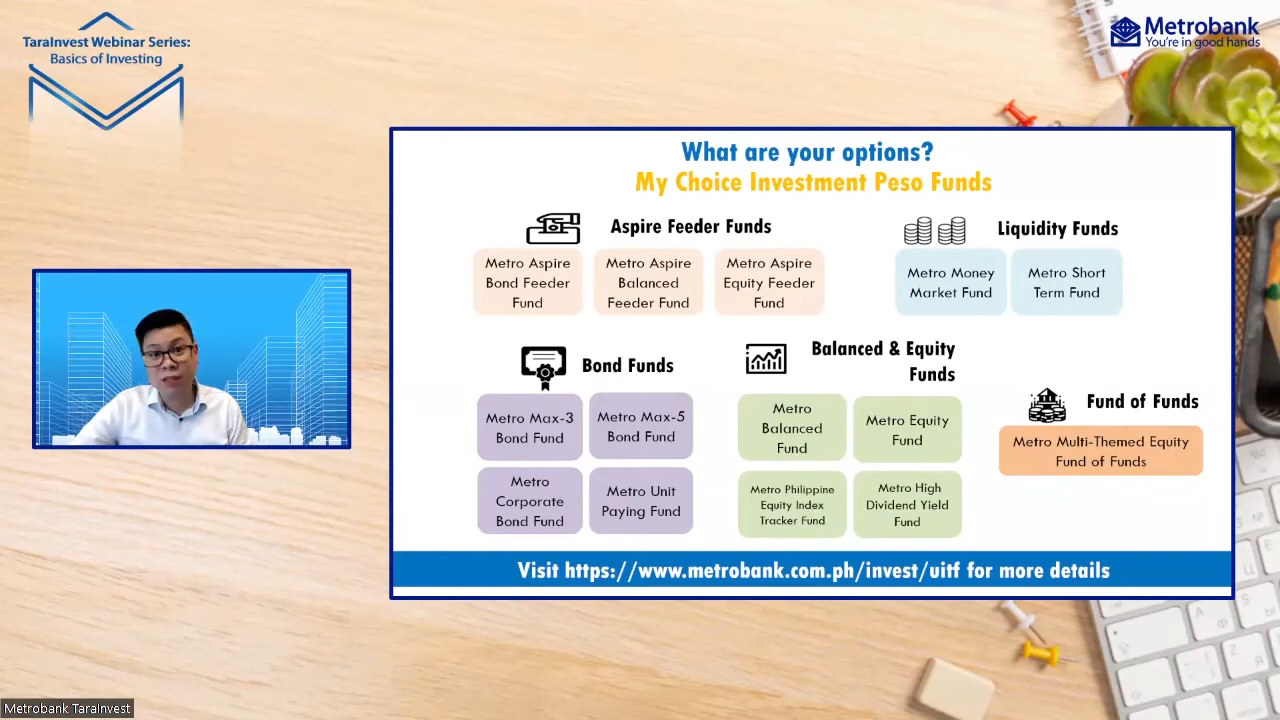 TaraInvest Webinar Series:
Basics of Investing
Metrobank
You're in good hands
What are your options?
My Choice Investment Peso Funds
Aspire Feeder Funds
Metro Aspire
Bond Feeder
Fund
Metro Aspire
Balanced
Feeder Fund
Metro Aspire
Equity Feeder
Fund
Liquidity Funds
Metro Money
Market Fund
Metro Short
Term Fund
Bond Funds
Metro Max-3
Bond Fund
Metro Max-5
Bond Fund
Metro
Corporate
Bond Fund
Metro Unit
Paying Fund
Balanced & Equity
Funds
Metro
Balanced
Fund
Metro Equity
Fund
Metro Philippine
Equity Index
Tracker Fund
Metro High
Dividend Yield
Fund
Fund of Funds
Metro Multi-Themed Equity
Fund of Funds
Visit https://www.metrobank.com.ph/invest/uitf for more details
Metrobank TaraInvest